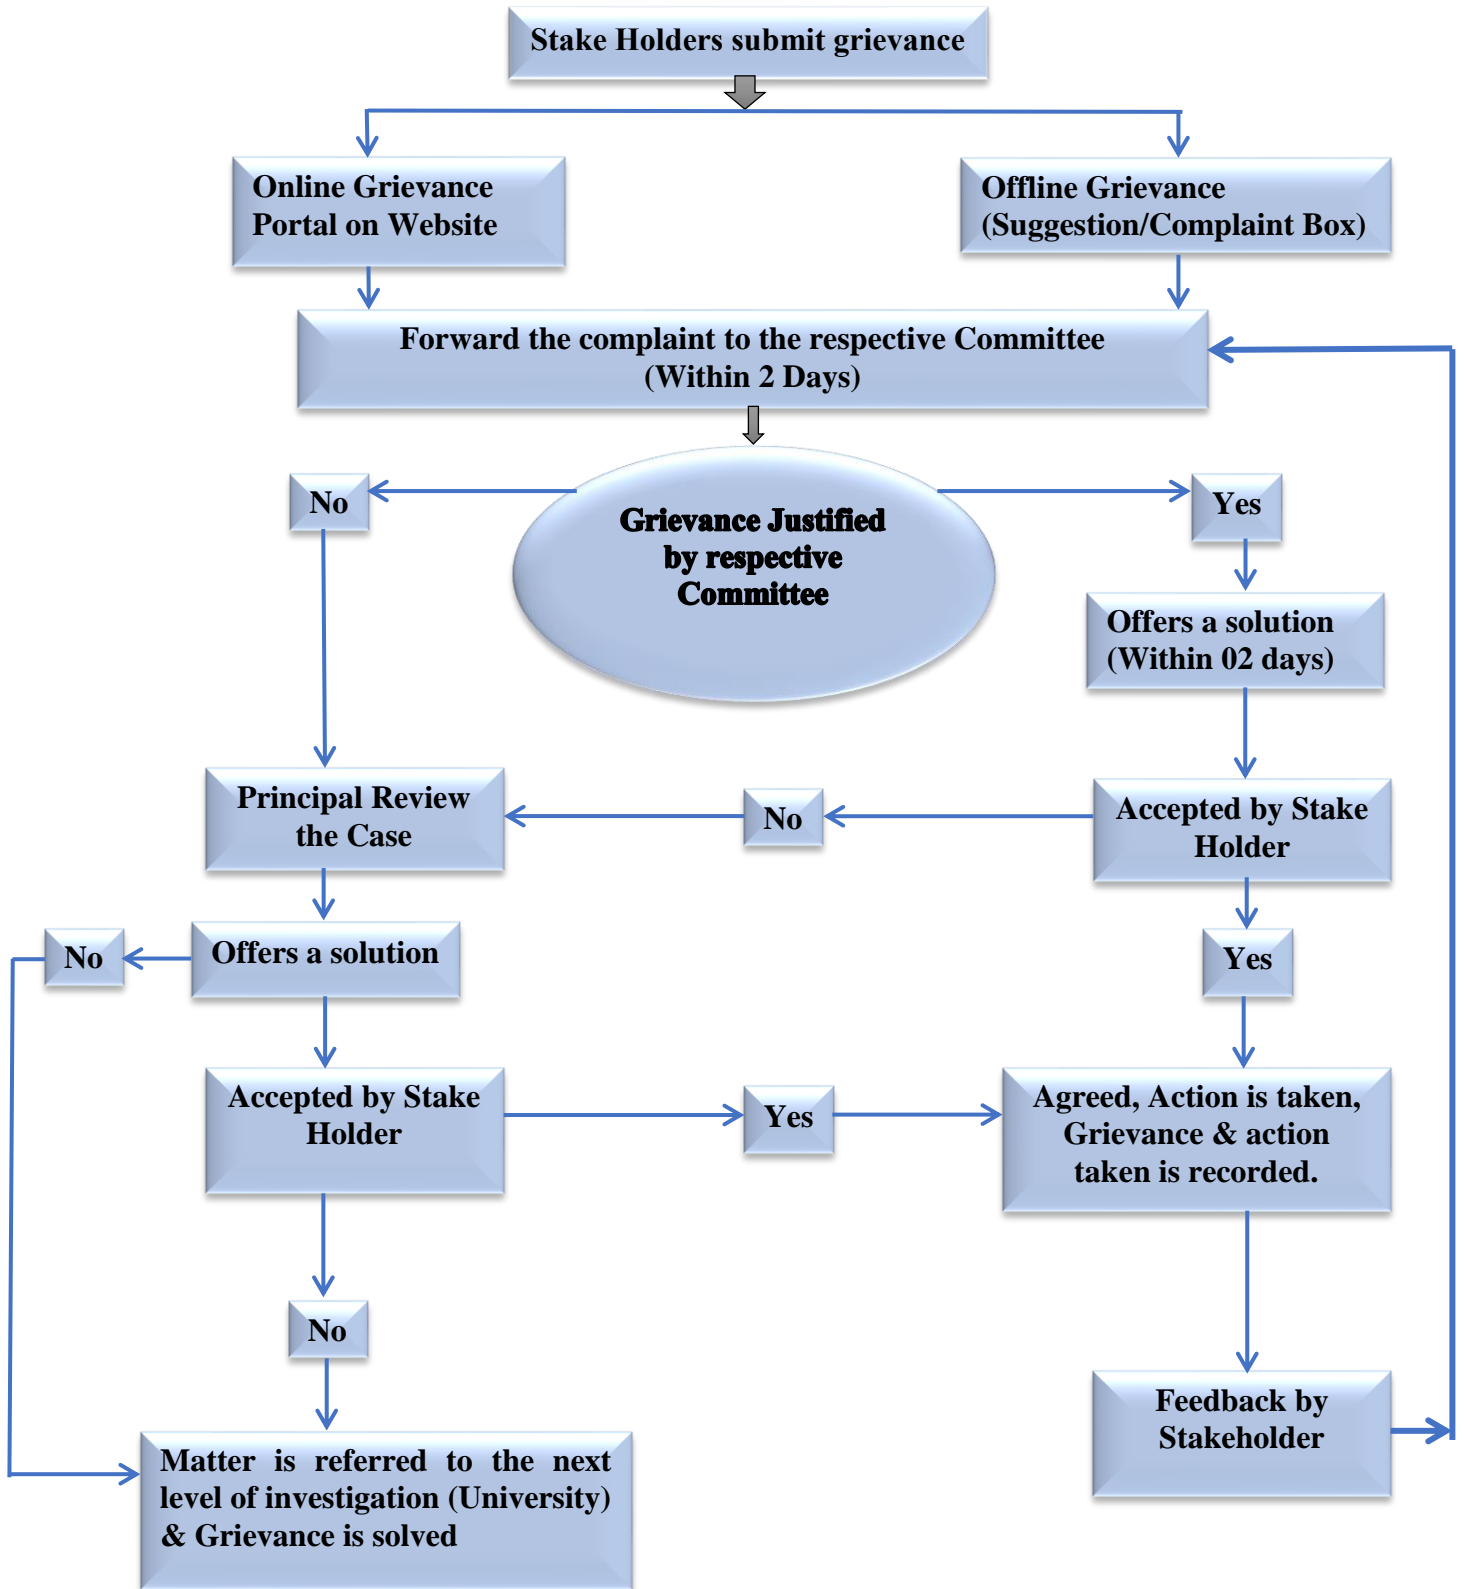 Stake Holders submit grievance
Online Grievance
Portal on Website
Offline Grievance
(Suggestion/Complaint Box)
Forward the complaint to the respective Committee
(Within 2 Days)
No
Grievance Justified
by respective
Committee
Yes
Offers a solution
(Within 02 days)
Principal Review
the Case
No
Accepted by Stake
Holder
No
Offers a solution
Yes
Accepted by Stake
Holder
Yes
Agreed, Action is taken,
Grievance & action
taken is recorded.
No
Feedback by
Stakeholder
Matter is referred to the next
level of investigation (University)
& Grievance is solved